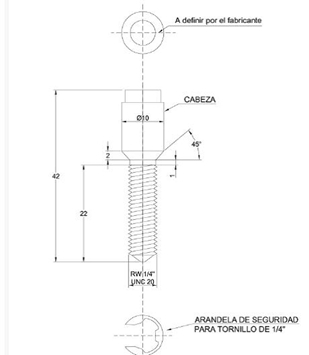 A definir por el fabricante
CABEZA
Ø10
45°
2
1
42
22
RW 1/4"
UNC 20
ARANDELA DE SEGURIDAD
PARA TORNILLO DE 1/4"